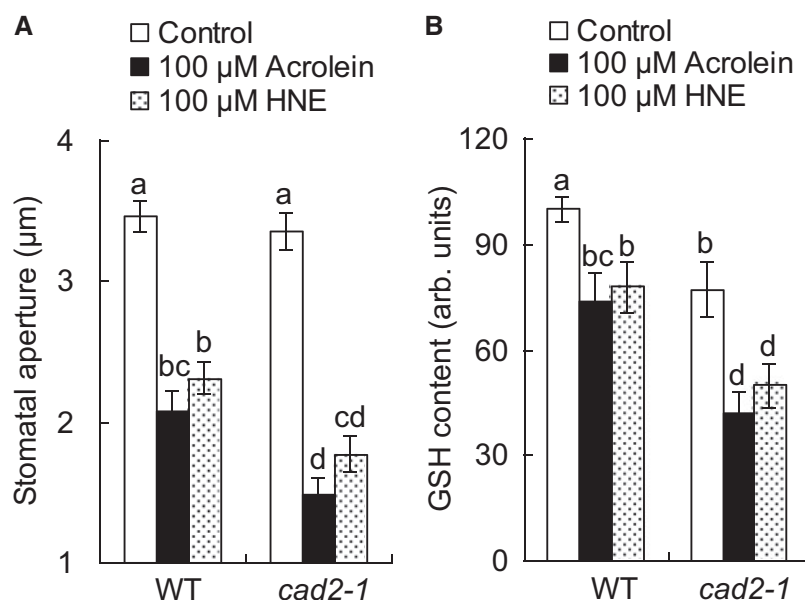 A
Control
100 µM Acrolein
100 µM HNE
Stomatal aperture (µm)
4
3
2
1
a
bc
b
a
d
cd
WT
cad2-1
B
Control
100 µM Acrolein
100 µM HNE
GSH content (arb. units)
120
90
60
30
0
a
bc
b
b
d
d
WT
cad2-1